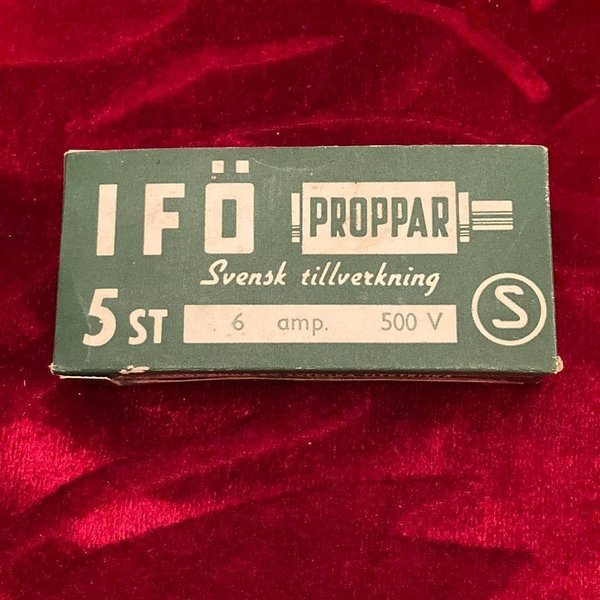 IFÖ PROPPAR
Svensk tillverkning
5 ST 6 amp. 500 V S